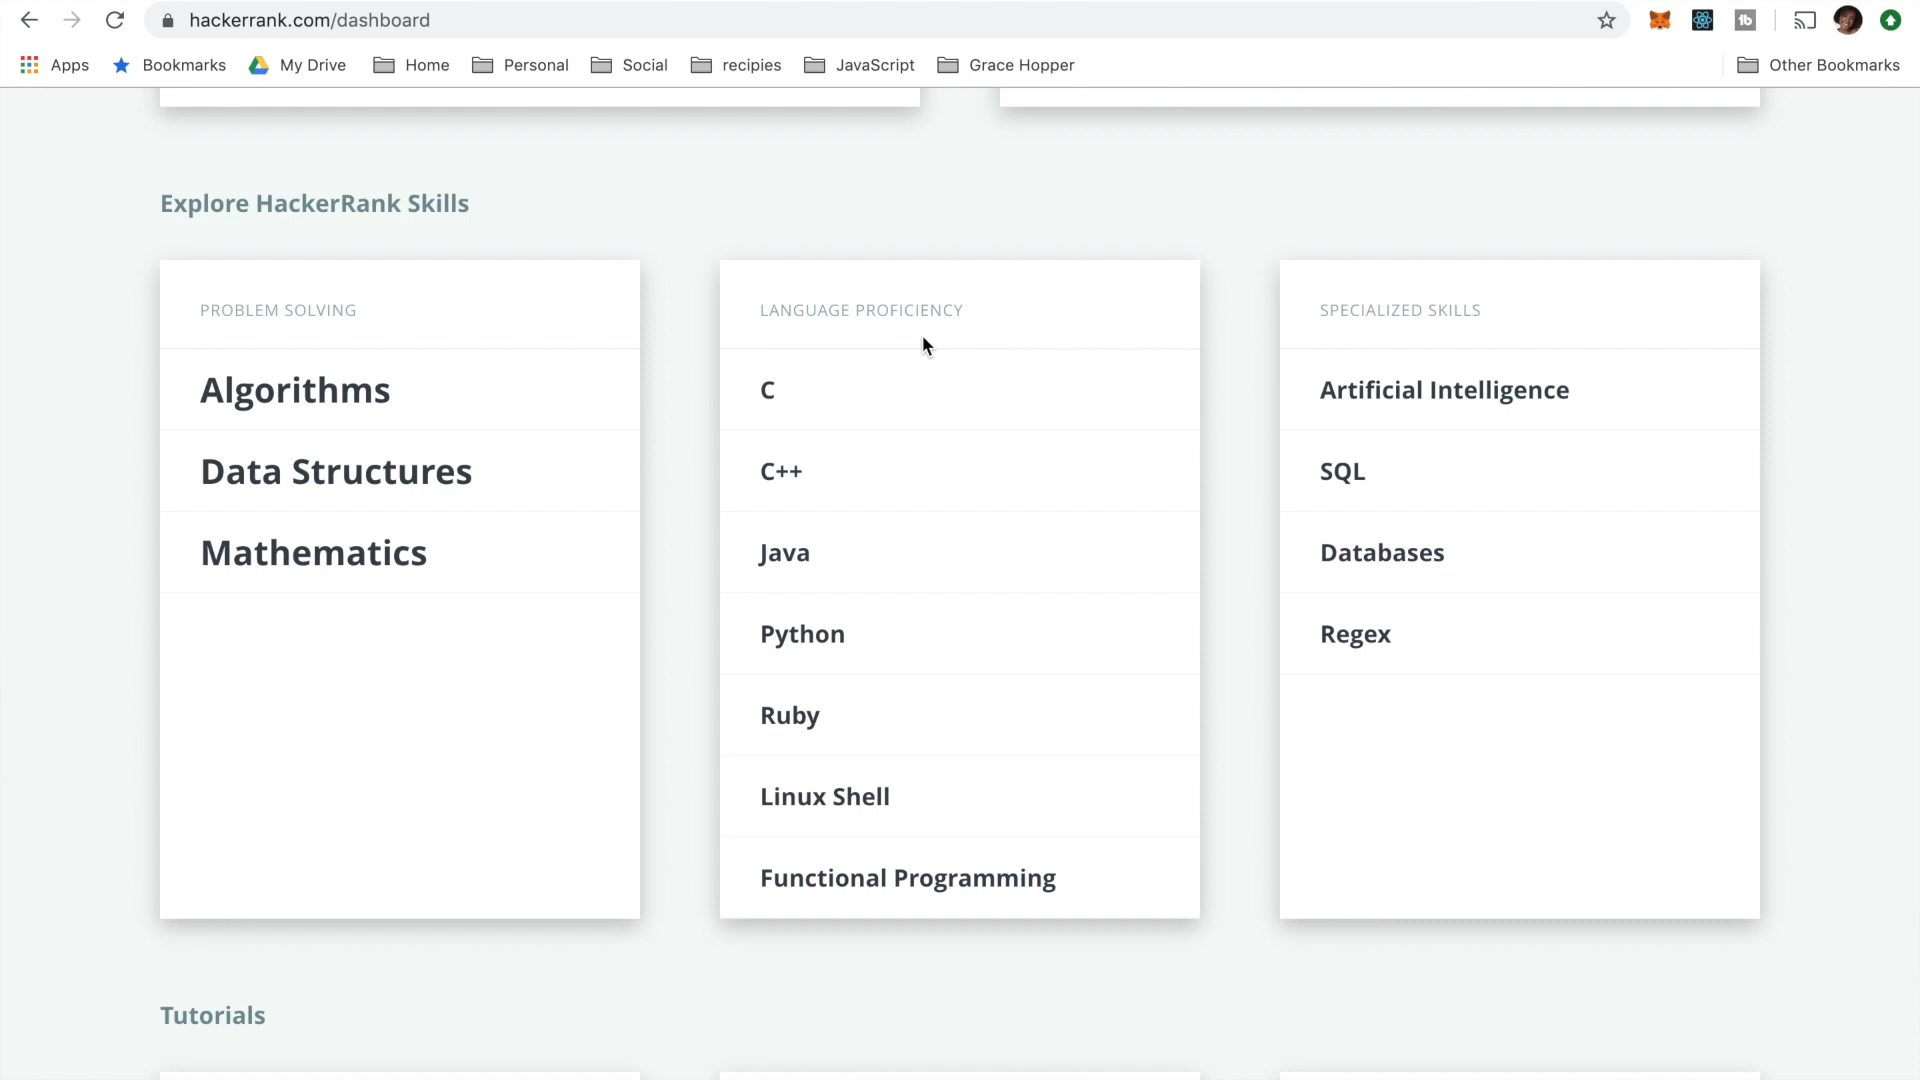 hackerrank.com/dashboard
Apps Bookmarks My Drive Home Personal Social recipies JavaScript Grace Hopper Other Bookmarks
Explore HackerRank Skills
PROBLEM SOLVING
Algorithms
Data Structures
Mathematics
LANGUAGE PROFICIENCY
C
C++
Java
Python
Ruby
Linux Shell
Functional Programming
SPECIALIZED SKILLS
Artificial Intelligence
SQL
Databases
Regex
Tutorials